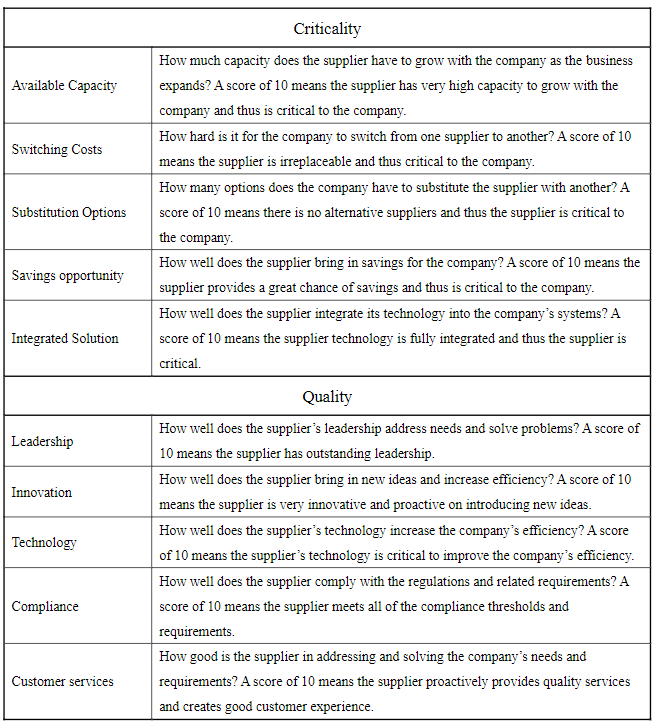 Criticality
Available Capacity
How much capacity does the supplier have to grow with the company as the business
expands? A score of 10 means the supplier has very high capacity to grow with the
company and thus is critical to the company.
Switching Costs
How hard is it for the company to switch from one supplier to another? A score of 10
means the supplier is irreplaceable and thus critical to the company.
Substitution Options
How many options does the company have to substitute the supplier with another? A
score of 10 means there is no alternative suppliers and thus the supplier is critical to
the company.
Savings opportunity
How well does the supplier bring in savings for the company? A score of 10 means the
supplier provides a great chance of savings and thus is critical to the company.
Integrated Solution
How well does the supplier integrate its technology into the company’s systems? A
score of 10 means the supplier technology is fully integrated and thus the supplier is
critical.
Quality
Leadership
How well does the supplier’s leadership address needs and solve problems? A score of
10 means the supplier has outstanding leadership.
Innovation
How well does the supplier bring in new ideas and increase efficiency? A score of 10
means the supplier is very innovative and proactive on introducing new ideas.
Technology
How well does the supplier’s technology increase the company’s efficiency? A score
of 10 means the supplier’s technology is critical to improve the company’s efficiency.
Compliance
How well does the supplier comply with the regulations and related requirements? A
score of 10 means the supplier meets all of the compliance thresholds and
requirements.
Customer services
How good is the supplier in addressing and solving the company’s needs and
requirements? A score of 10 means the supplier proactively provides quality services
and creates good customer experience.